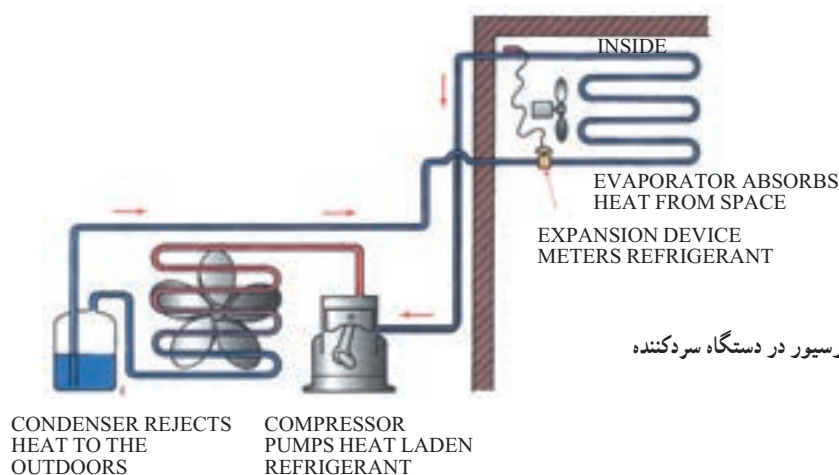 INSIDE
EVAPORATOR ABSORBS
HEAT FROM SPACE
EXPANSION DEVICE
METERS REFRIGERANT
در دستگاه سردکننده
CONDENSER REJECTS
HEAT TO THE
OUTDOORS
COMPRESSOR
PUMPS HEAT LADEN
REFRIGERANT